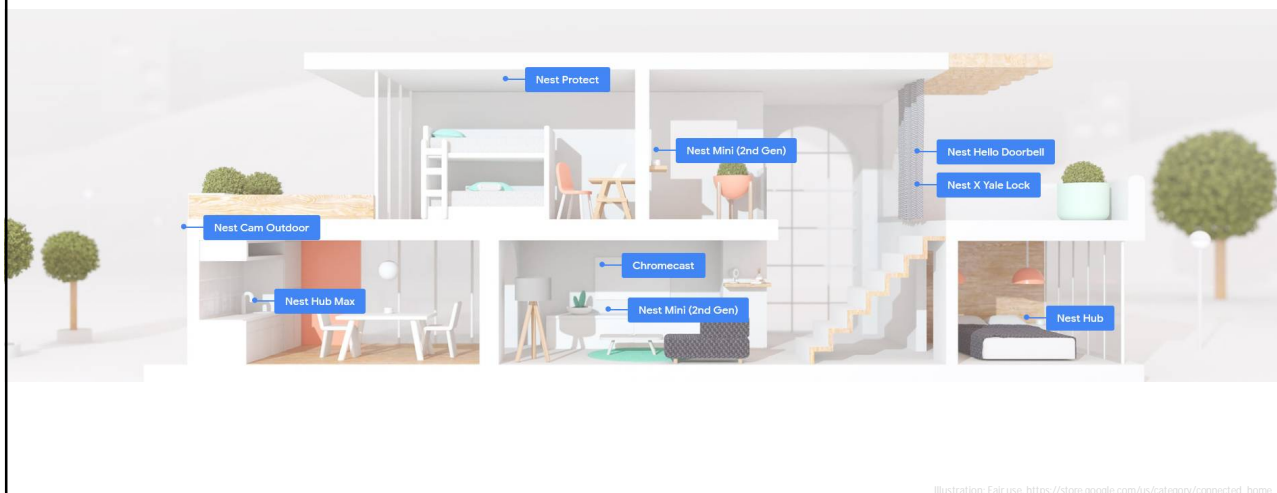 Nest Protect
Nest Mini (2nd Gen)
Nest Hello Doorbell
Nest X Yale Lock
Nest Cam Outdoor
Chromecast
Nest Hub Max
Nest Mini (2nd Gen)
Nest Hub
Illustration: Fair use, https://store.google.com/us/category/connected_home